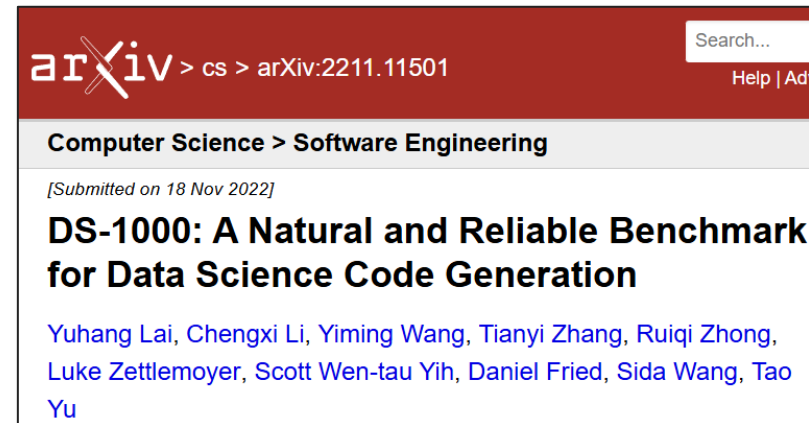 arXiv > cs > arXiv:2211.11501
Search...
Help |
Computer Science > Software Engineering
[Submitted on 18 Nov 2022]
DS-1000: A Natural and Reliable Benchmark
for Data Science Code Generation
Yuhang Lai, Chengxi Li, Yiming Wang, Tianyi Zhang, Ruiqi Zhong,
Luke Zettlemoyer, Scott Wen-tau Yih, Daniel Fried, Sida Wang, Tao
Yu